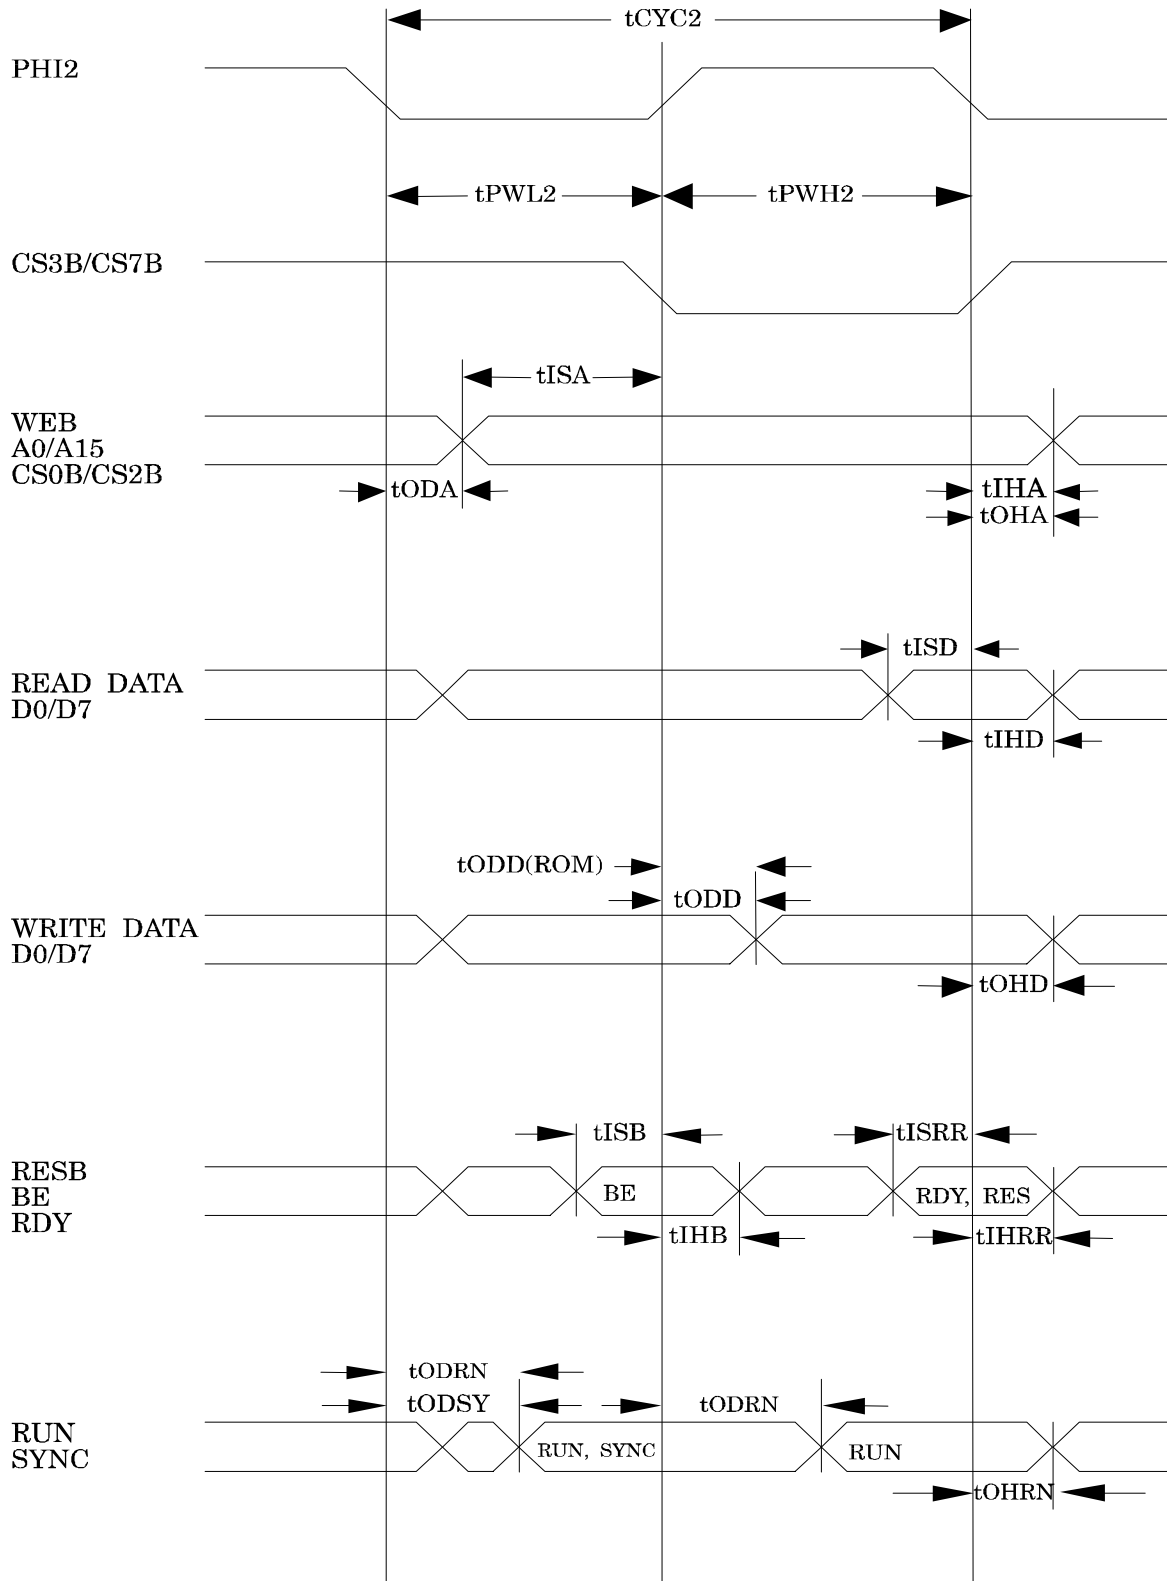 tCYC2
PHI2
tPWL2 tPWH2
CS3B/CS7B
tISA
WEB
A0/A15
CS0B/CS2B
tODA tIHA
tOHA
tISD
READ DATA
D0/D7
tIHD
tODD(ROM)
tODD
WRITE DATA
D0/D7
tOHD
tISB tISRR
RESB
BE
RDY
BE RDY, RES
tIHB tIHRR
tODRN
tODSY tODRN
RUN
SYNC
RUN, SYNC RUN
tOHRN